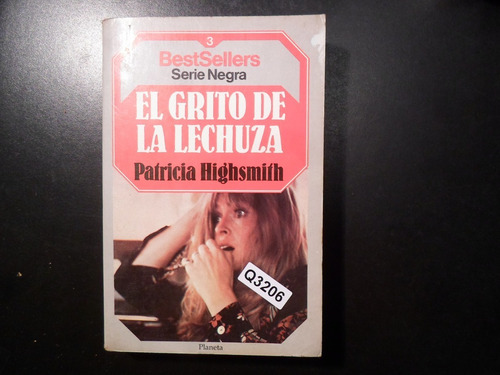 3
BestSellers
Serie Negra
EL GRITO DE
LA LECHUZA
Patricia Highsmith
Q3206
Planeta